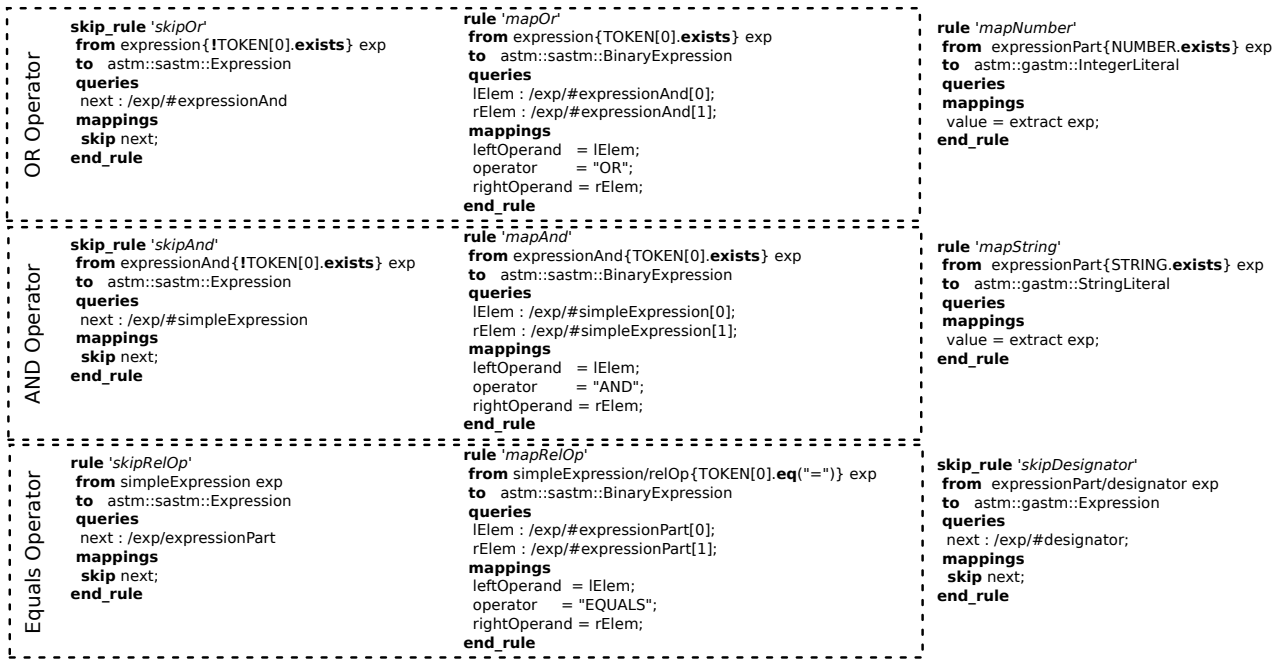 OR Operator
skip_rule 'skipOr'
from expression{!TOKEN[0].exists} exp
to astm::sastm::Expression
queries
next : /exp/#expressionAnd
mappings
skip next;
end_rule
rule 'mapOr'
from expression{TOKEN[0].exists} exp
to astm::sastm::BinaryExpression
queries
lElem : /exp/#expressionAnd[0];
rElem : /exp/#expressionAnd[1];
mappings
leftOperand = lElem;
operator = "OR";
rightOperand = rElem;
end_rule
rule 'mapNumber'
from expressionPart{NUMBER.exists} exp
to astm::gastm::IntegerLiteral
queries
mappings
value = extract exp;
end_rule
AND Operator
skip_rule 'skipAnd'
from expressionAnd{!TOKEN[0].exists} exp
to astm::sastm::Expression
queries
next : /exp/#simpleExpression
mappings
skip next;
end_rule
rule 'mapAnd'
from expressionAnd{TOKEN[0].exists} exp
to astm::sastm::BinaryExpression
queries
lElem : /exp/#simpleExpression[0];
rElem : /exp/#simpleExpression[1];
mappings
leftOperand = lElem;
operator = "AND";
rightOperand = rElem;
end_rule
rule 'mapString'
from expressionPart{STRING.exists} exp
to astm::gastm::StringLiteral
queries
mappings
value = extract exp;
end_rule
Equals Operator
rule 'skipRelOp'
from simpleExpression exp
to astm::sastm::Expression
queries
next : /exp/expressionPart
mappings
skip next;
end_rule
rule 'mapRelOp'
from simpleExpression/relOp{TOKEN[0].eq("=")} exp
to astm::sastm::BinaryExpression
queries
lElem : /exp/#expressionPart[0];
rElem : /exp/#expressionPart[1];
mappings
leftOperand = lElem;
operator = "EQUALS";
rightOperand = rElem;
end_rule
skip_rule 'skipDesignator'
from expressionPart/designator exp
to astm::gastm::Expression
queries
next : /exp/#designator;
mappings
skip next;
end_rule